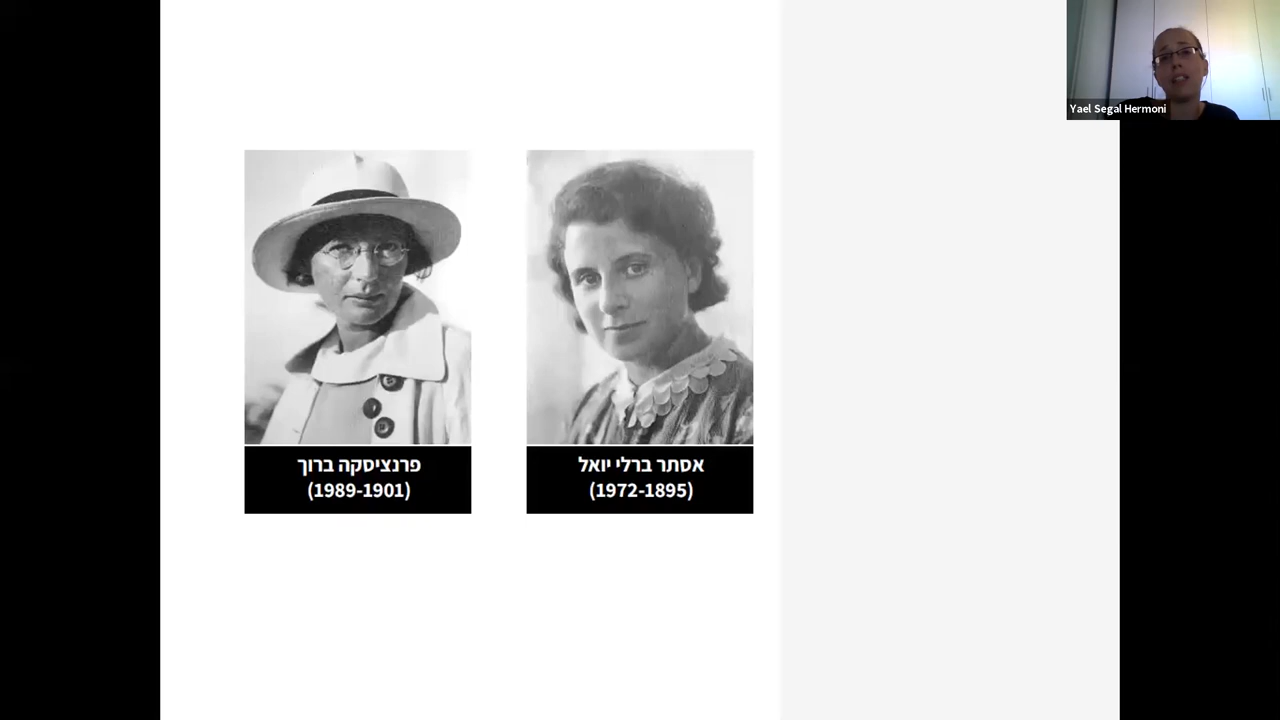 Yael Segal Hermoni
אסתר ברלי יואל
(1972-1895)
פרנציסקה ברוך
(1989-1901)